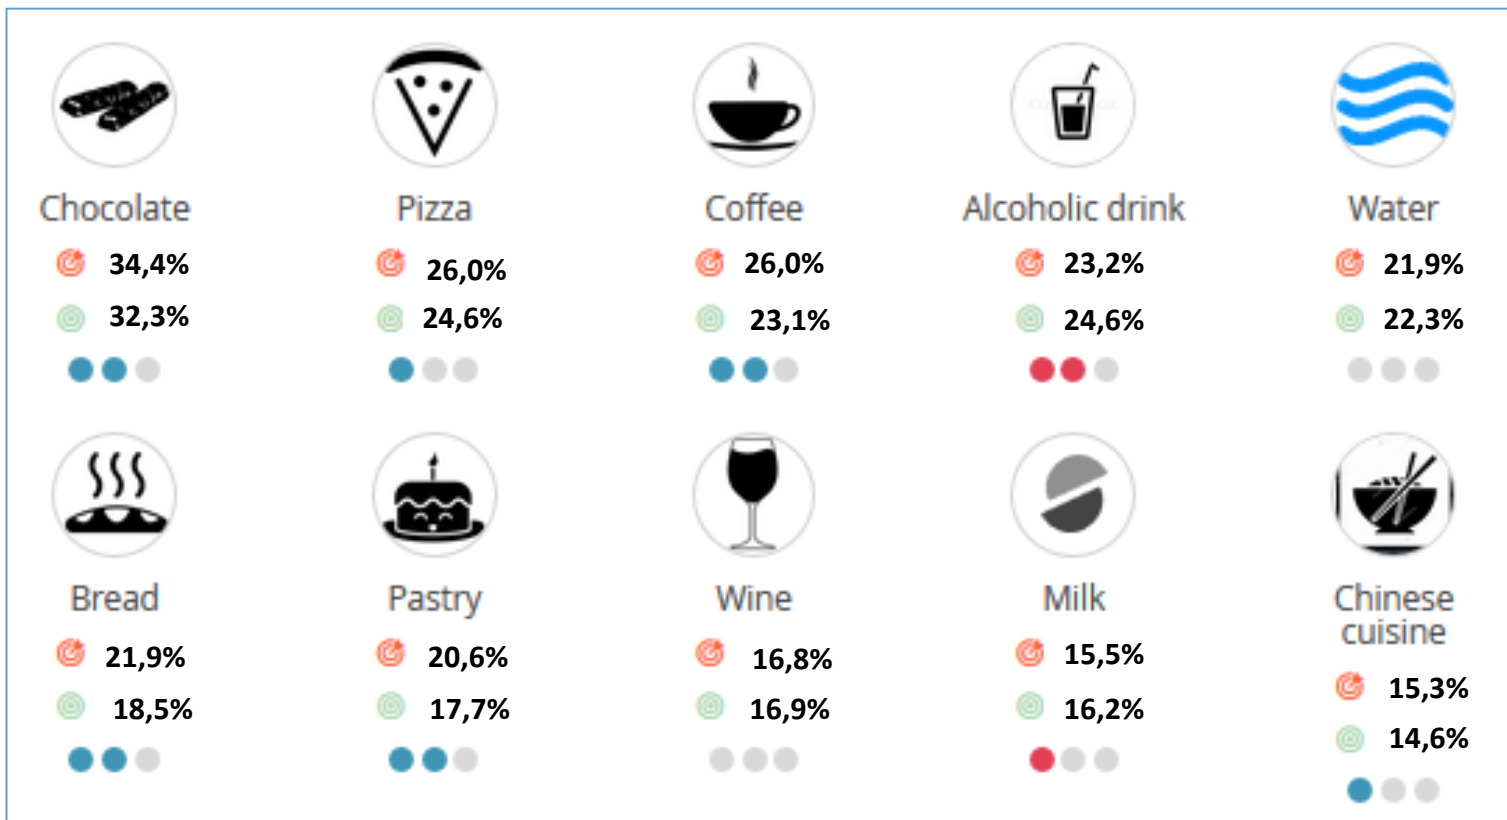 Chocolate
34,4%
32,3%
Pizza
26,0%
24,6%
Coffee
26,0%
23,1%
Alcoholic drink
23,2%
24,6%
Water
21,9%
22,3%
Bread
21,9%
18,5%
Pastry
20,6%
17,7%
Wine
16,8%
16,9%
Milk
15,5%
16,2%
Chinese
cuisine
15,3%
14,6%